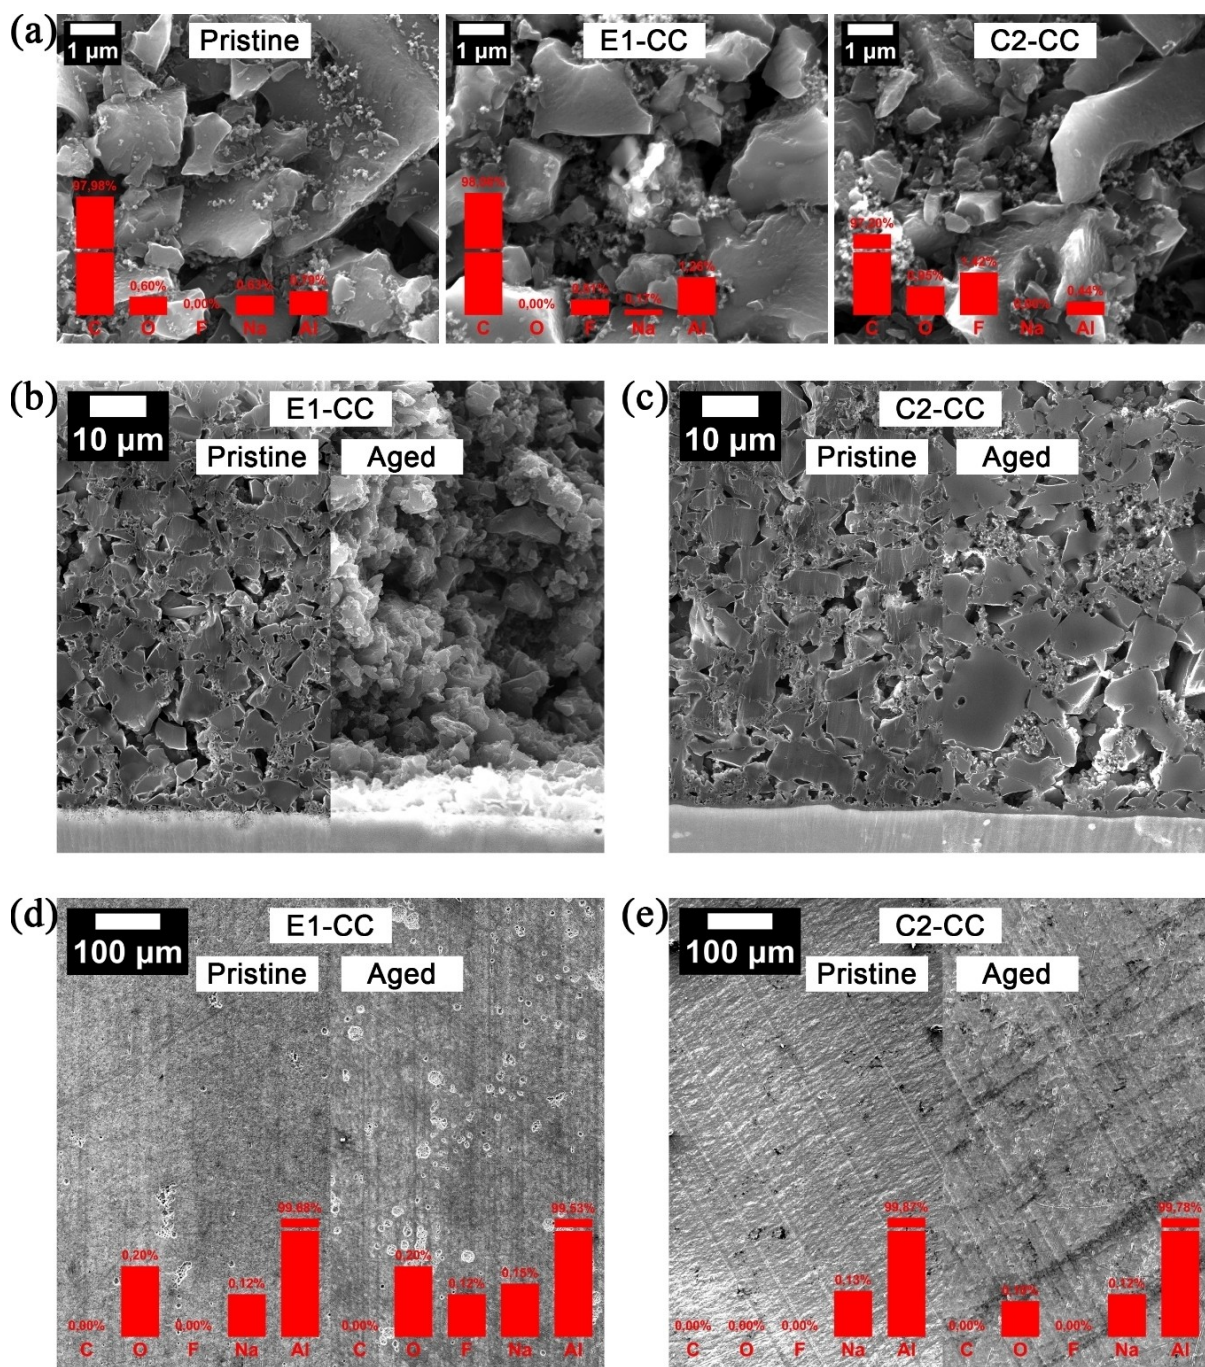 (a)
1 µm
Pristine
97,98%
0,60%
0,00%
0,63%
C O F Na Al
1 µm
E1-CC
0,00%
C O F Na Al
1 µm
C2-CC
C O F Na Al
(b)
10 µm
E1-CC
Pristine
Aged
(c)
10 µm
C2-CC
Pristine
Aged
(d)
100 µm
E1-CC
Pristine
Aged
0,00%
0,20%
0,00%
0,12%
99,68%
C O F Na Al
0,00%
0,20%
0,12%
0,15%
99,53%
C O F Na Al
(e)
100 µm
C2-CC
Pristine
Aged
0,00%
0,00%
0,00%
0,13%
99,87%
C O F Na Al
0,00%
0,00%
0,12%
99,78%
C O F Na Al